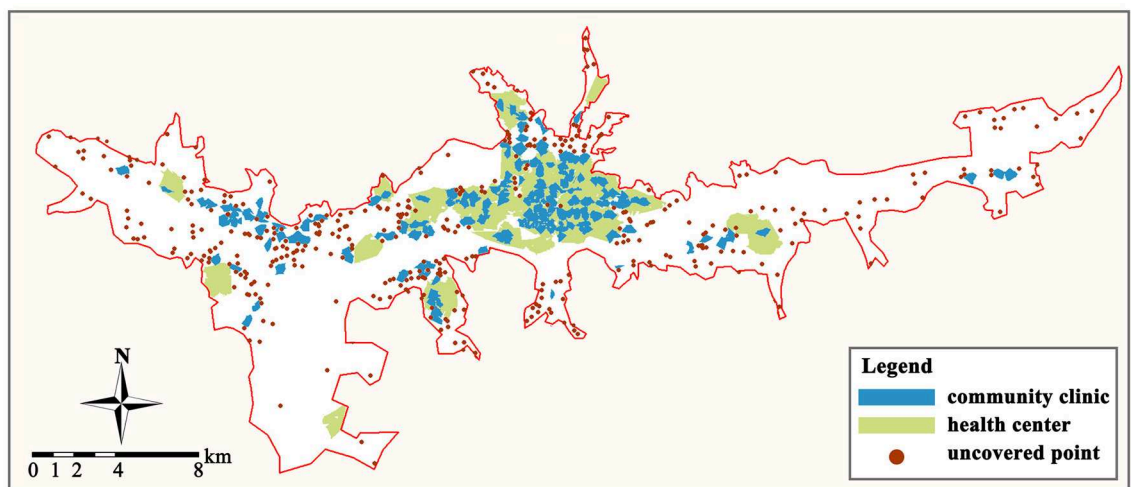 N
0 1 2 4 8 km
Legend
community clinic
health center
uncovered point